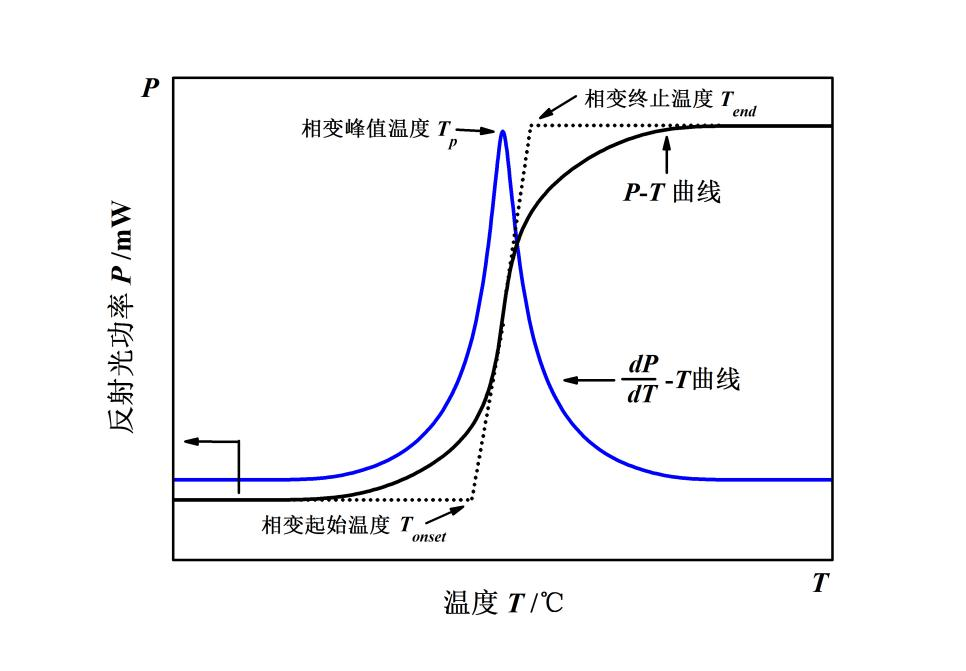 P
相变终止温度 Tend
相变峰值温度 Tp
P-T 曲线
反射光功率 P /mW
dP
dT
-T曲线
相变起始温度 Tonset
T
温度 T /℃